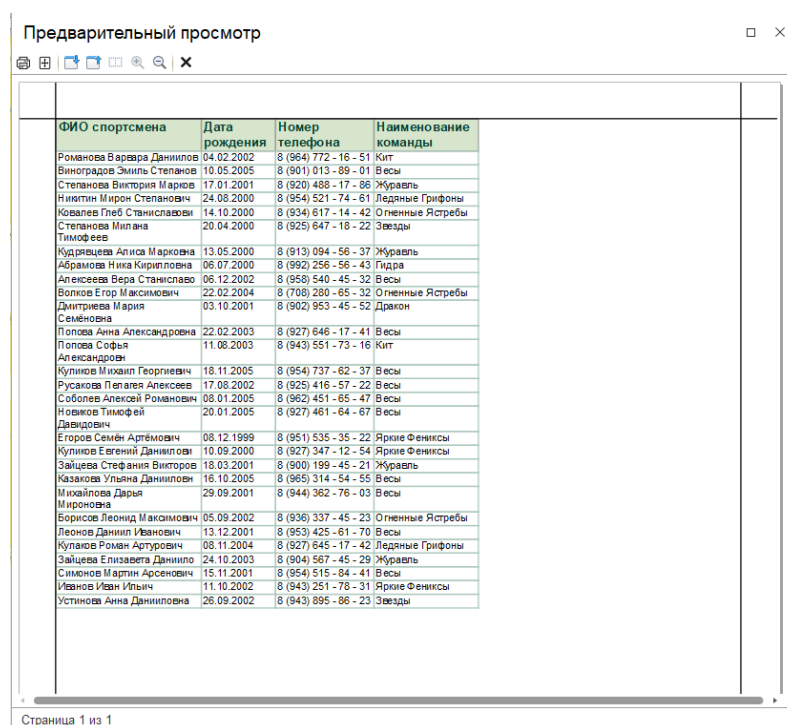 Предварительный просмотр
ФИО спортсмена Дата рождения Номер телефона Наименование команды
Романова Варвара Даниилов 04.02.2002 8 (964) 772 - 16 - 51 Кит
Виноградов Эмиль Степанов 10.05.2005 8 (901) 013 - 89 - 01 Весы
Степанова Виктория Марков 17.01.2001 8 (920) 488 - 17 - 86 Журавль
Никитин Мирон Степанович 24.08.2000 8 (954) 521 - 74 - 61 Ледяные Грифоны
Ковалев Глеб Станиславови 14.10.2000 8 (934) 617 - 14 - 42 Огненные Ястребы
Степанова Милана Тимофеев 20.04.2000 8 (925) 647 - 18 - 22 Звезды
Кудрявцева Алиса Марковна 13.05.2000 8 (913) 094 - 56 - 37 Журавль
Абрамова Ника Кирилловна 06.07.2000 8 (992) 256 - 56 - 43 Гидра
Алексеева Вера Станиславо 06.12.2002 8 (958) 540 - 45 - 32 Весы
Волков Егор Максимович 22.02.2004 8 (708) 280 - 65 - 32 Огненные Ястребы
Дмитриева Мария Семёновна 03.10.2001 8 (902) 953 - 45 - 52 Дракон
Попова Анна Александровна 22.02.2003 8 (927) 646 - 17 - 41 Весы
Попова Софья Александровн 11.08.2003 8 (943) 551 - 73 - 16 Кит
Куликов Михаил Георгиевич 18.11.2005 8 (954) 737 - 62 - 37 Весы
Русакова Пелагея Алексеев 17.08.2002 8 (925) 416 - 57 - 22 Весы
Соболев Алексей Романович 08.01.2005 8 (962) 451 - 65 - 47 Весы
Новиков Тимофей Давидович 20.01.2005 8 (927) 461 - 64 - 67 Весы
Егоров Семён Артёмович 08.12.1999 8 (951) 535 - 35 - 22 Яркие Фениксы
Куликов Евгений Даниилови 10.09.2000 8 (927) 347 - 12 - 54 Яркие Фениксы
Зайцева Стефания Викторов 18.03.2001 8 (900) 199 - 45 - 21 Журавль
Казакова Ульяна Данииловн 16.10.2005 8 (965) 314 - 54 - 55 Весы
Михайлова Дарья Мироновна 29.09.2001 8 (944) 362 - 76 - 03 Весы
Борисов Леонид Максимович 05.09.2002 8 (936) 337 - 45 - 23 Огненные Ястребы
Леонов Даниил Иванович 13.12.2001 8 (953) 425 - 61 - 70 Весы
Кулаков Роман Артурович 08.11.2004 8 (927) 645 - 17 - 42 Ледяные Грифоны
Зайцева Елизавета Даниило 24.10.2003 8 (904) 567 - 45 - 29 Журавль
Симонов Мартин Арсенович 15.11.2001 8 (954) 515 - 84 - 41 Весы
Иванов Иван Ильич 11.10.2002 8 (943) 251 - 78 - 31 Яркие Фениксы
Устинова Анна Данииловна 26.09.2002 8 (943) 895 - 86 - 23 Звезды
Страница 1 из 1